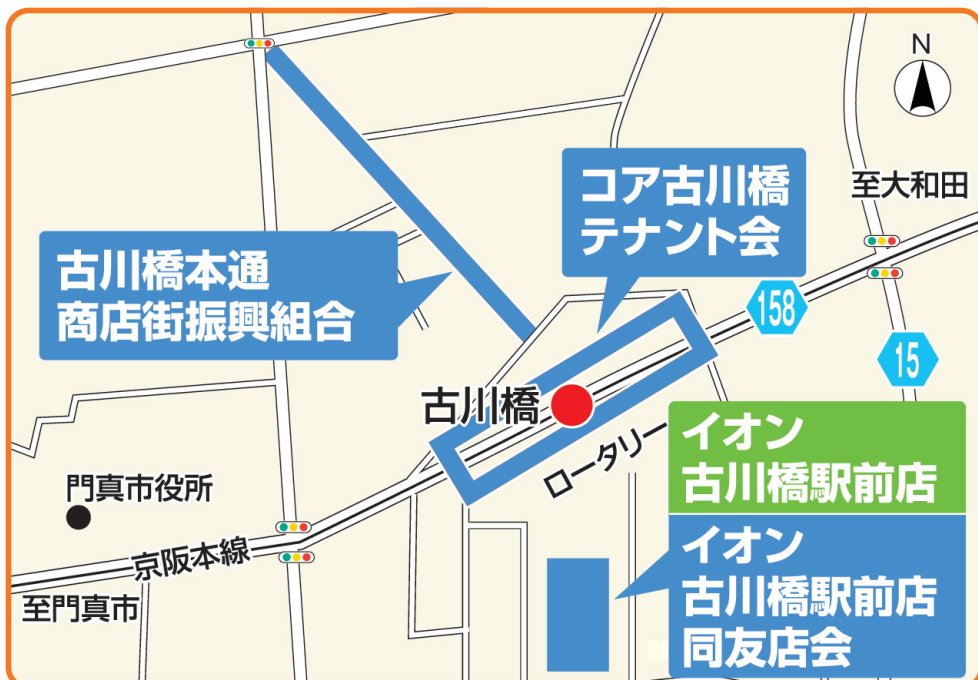 N
至大和田
コア古川橋
テナント会
古川橋本通
商店街振興組合
158
15
古川橋
ロータリー
イオン
古川橋駅前店
イオン
古川橋駅前店
同友店会
門真市役所
京阪本線
至門真市